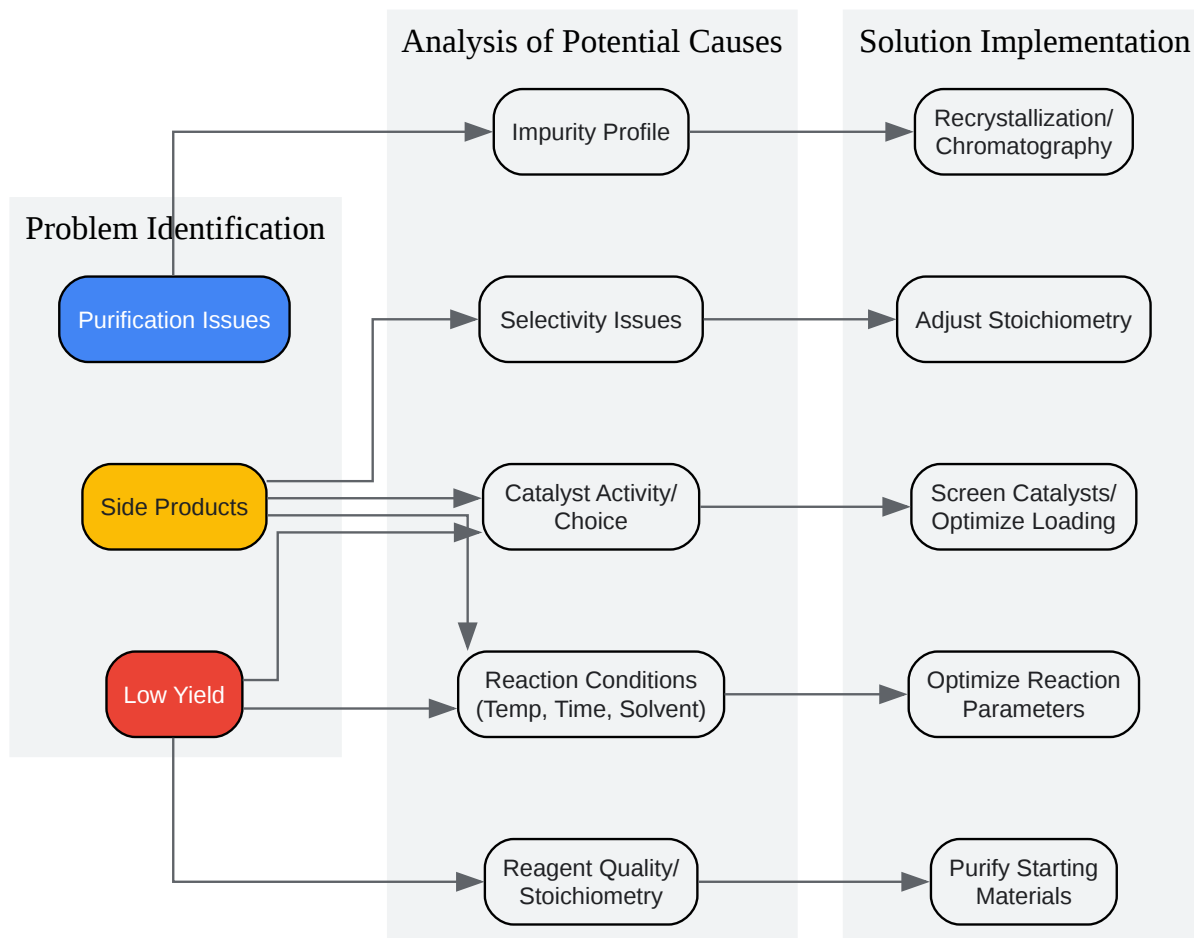 Analysis of Potential Causes
Solution Implementation
Impurity Profile
Recrystallization/
Chromatography
Problem Identification
Purification Issues
Selectivity Issues
Adjust Stoichiometry
Side Products
Catalyst Activity/
Choice
Screen Catalysts/
Optimize Loading
Low Yield
Reaction Conditions
(Temp, Time, Solvent)
Optimize Reaction
Parameters
Reagent Quality/
Stoichiometry
Purify Starting
Materials